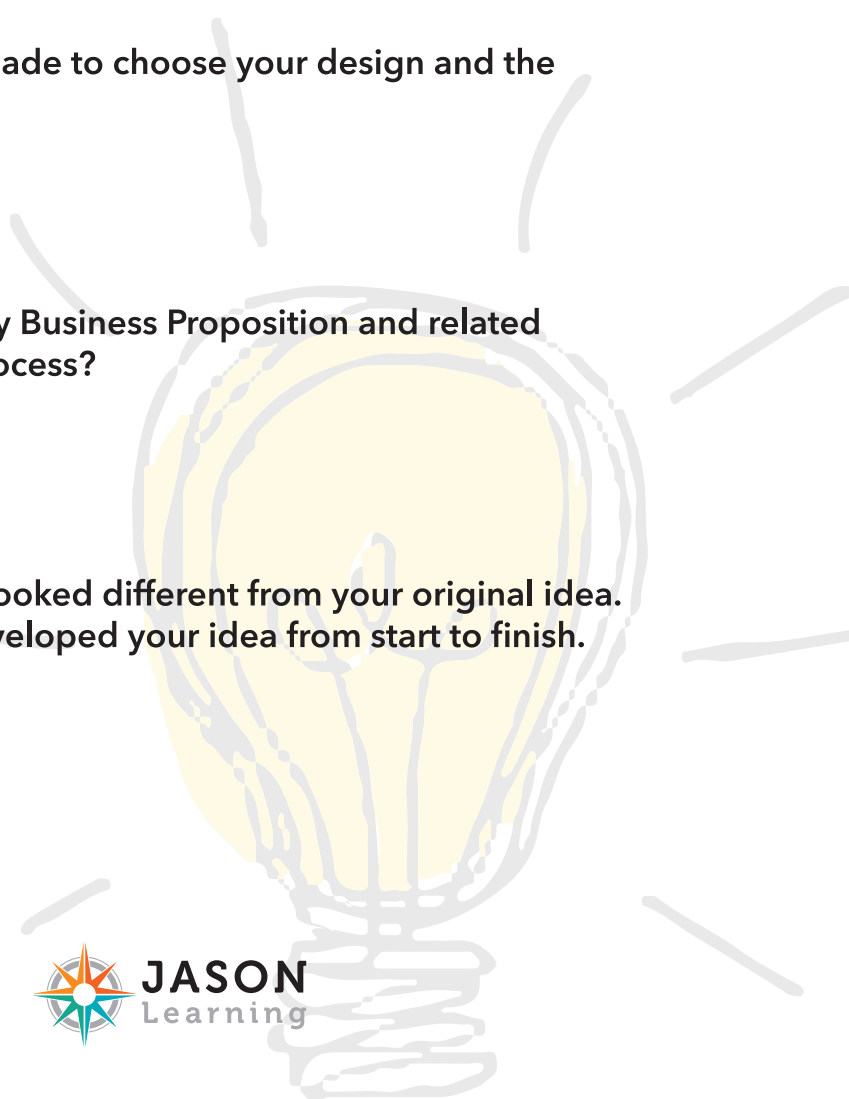 ade to choose your design and the
y Business Proposition and related
ocess?
ooked different from your original idea.
veloped your idea from start to finish.
JASON
Learning